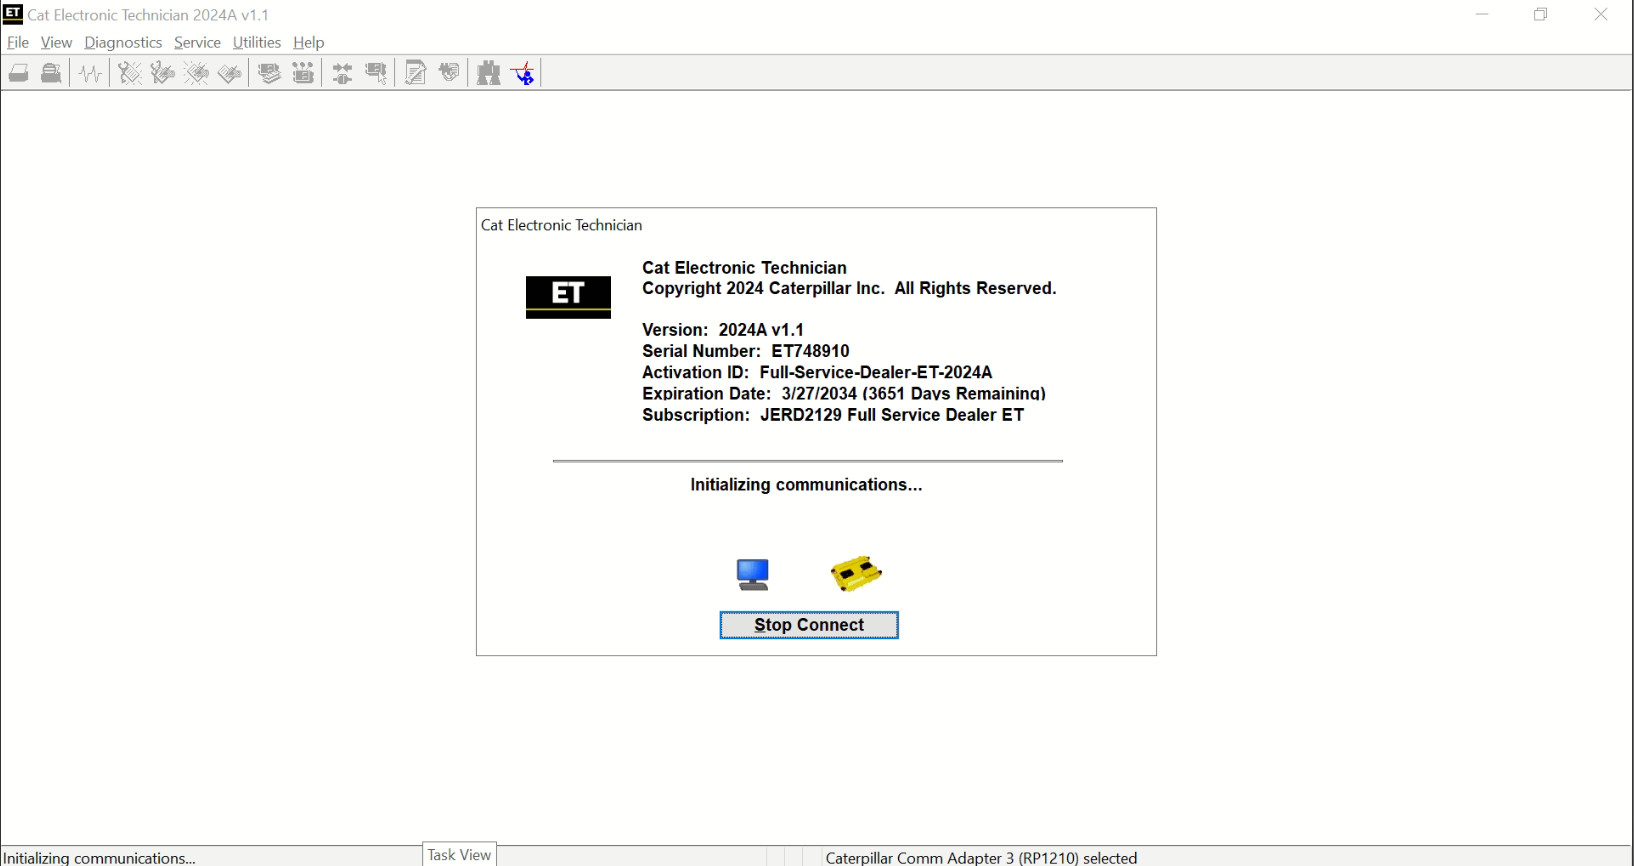 ET Cat Electronic Technician 2024A v1.1
File View Diagnostics Service Utilities Help
Cat Electronic Technician
ET
Cat Electronic Technician
Copyright 2024 Caterpillar Inc. All Rights Reserved.
Version: 2024A v1.1
Serial Number: ET748910
Activation ID: Full-Service-Dealer-ET-2024A
Expiration Date: 3/27/2034 (3651 Days Remaining)
Subscription: JERD2129 Full Service Dealer ET
Initializing communications...
Stop Connect
Initializing communications...
Task View
Caterpillar Comm Adapter 3 (RP1210) selected